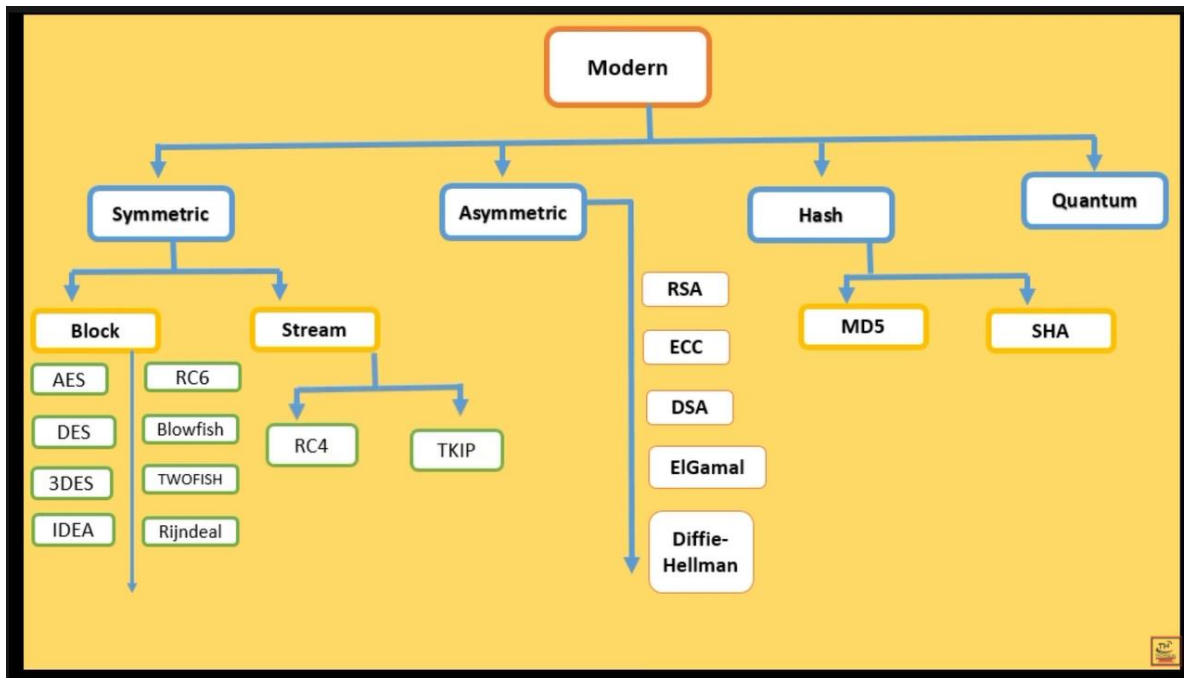 Modern
Symmetric
Asymmetric
Hash
Quantum
Block
Stream
RSA
ECC
DSA
ElGamal
Diffie-
Hellman
MD5
SHA
AES
RC6
DES
Blowfish
3DES
TWOFISH
IDEA
Rijndeal
RC4
TKIP
TH